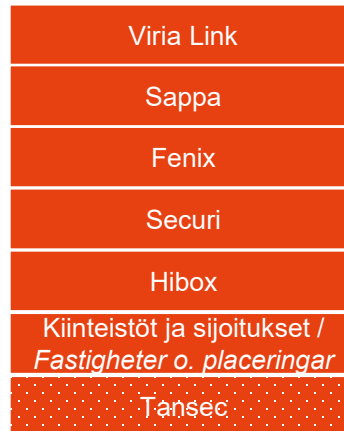 Viria Link
Sappa
Fenix
Securi
Hibox
Kiinteistöt ja sijoitukset /
Fastigheter o. placeringar
Tansec